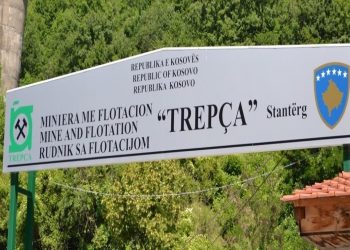 REPUBLIKA E KOSOVËS
REPUBLIC OF KOSOVO
REPUBLIKA KOSOVO
MINIERA ME FLOTACION
MINE AND FLOTATION
RUDNIK SA FLOTACIJOM
"TREPÇA" Stantërg
TREPÇA